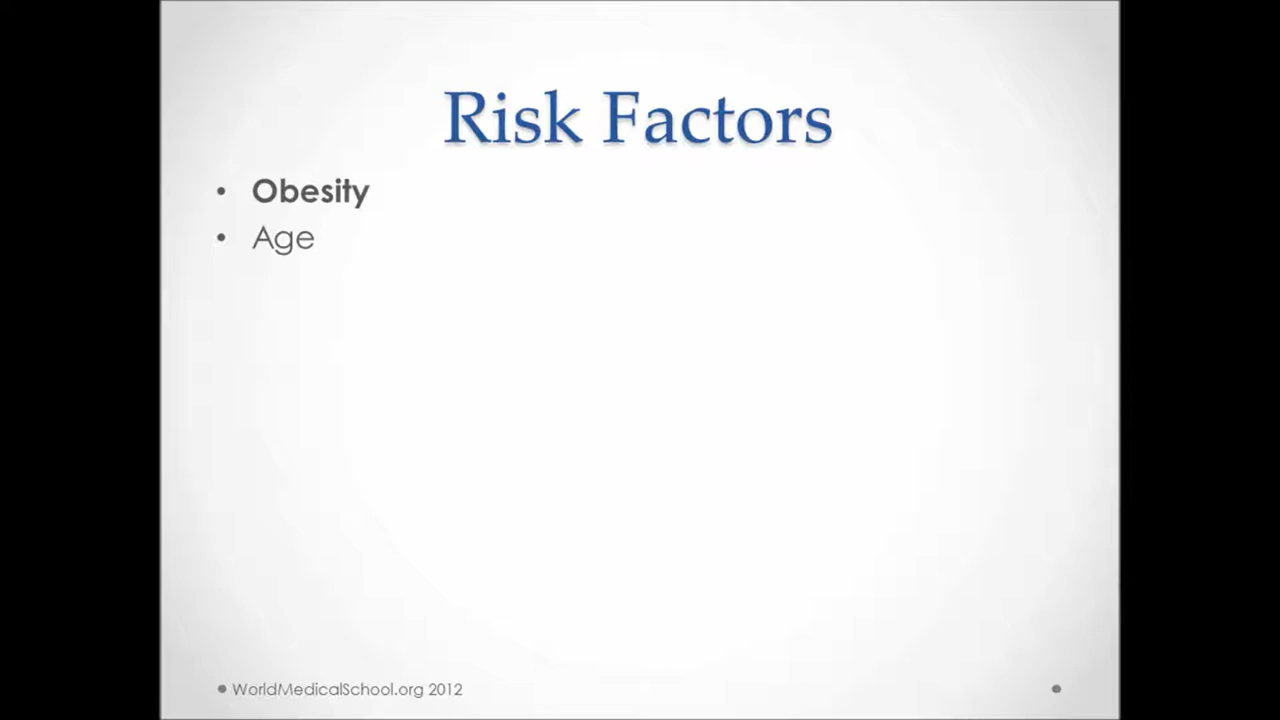 Risk Factors
• Obesity
• Age
WorldMedicalSchool.org 2012